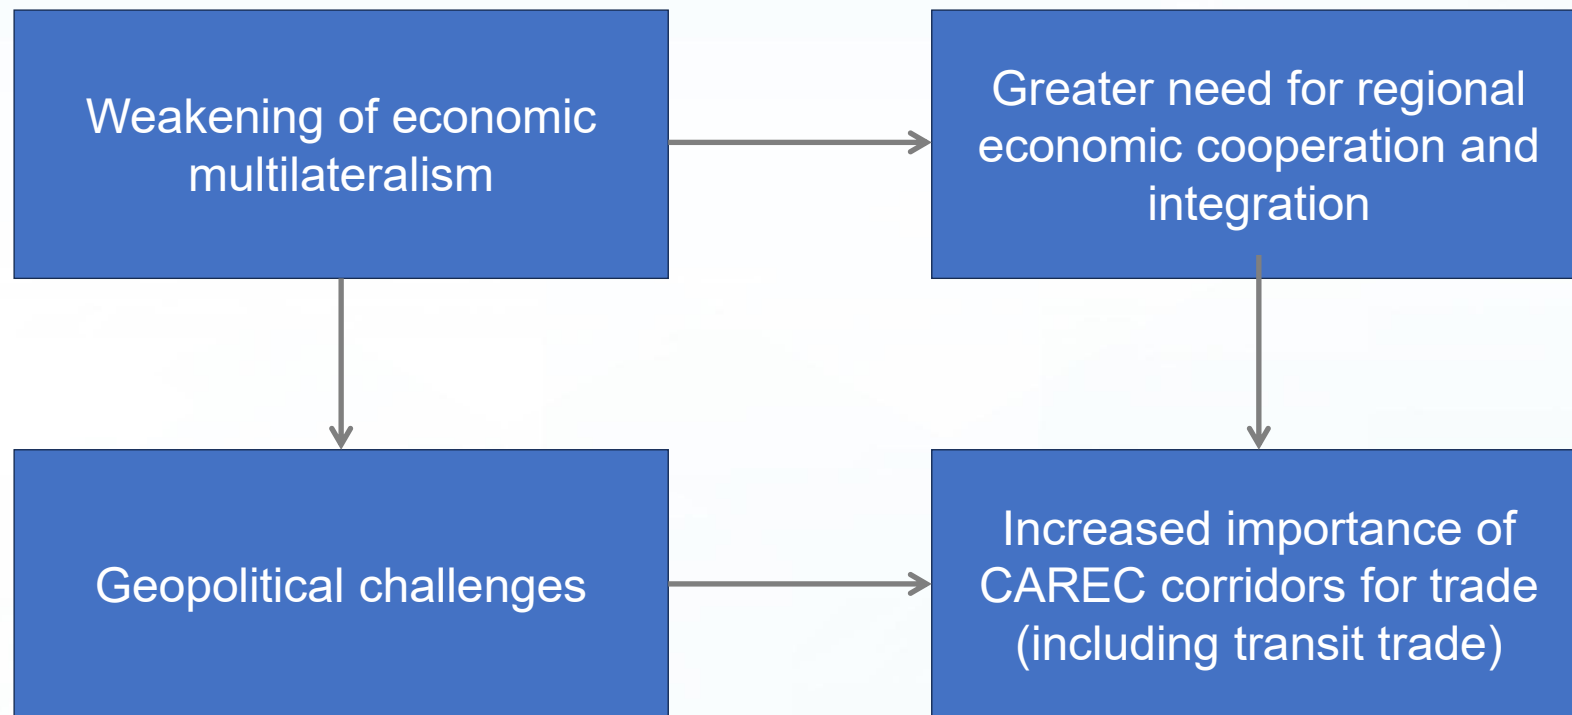 Weakening of economic
multilateralism
Greater need for regional
economic cooperation and
integration
Geopolitical challenges
Increased importance of
CAREC corridors for trade
(including transit trade)